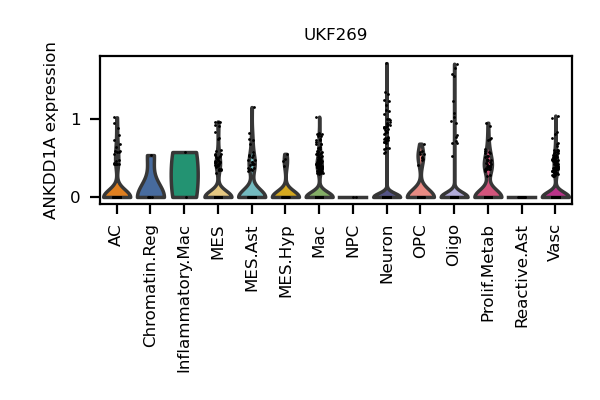 UKF269
ANKDD1A expression
1
0
AC
Chromatin.Reg
Inflammatory.Mac
MES
MES.Ast
MES.Hyp
Mac
NPC
Neuron
OPC
Oligo
Prolif.Metab
Reactive.Ast
Vasc